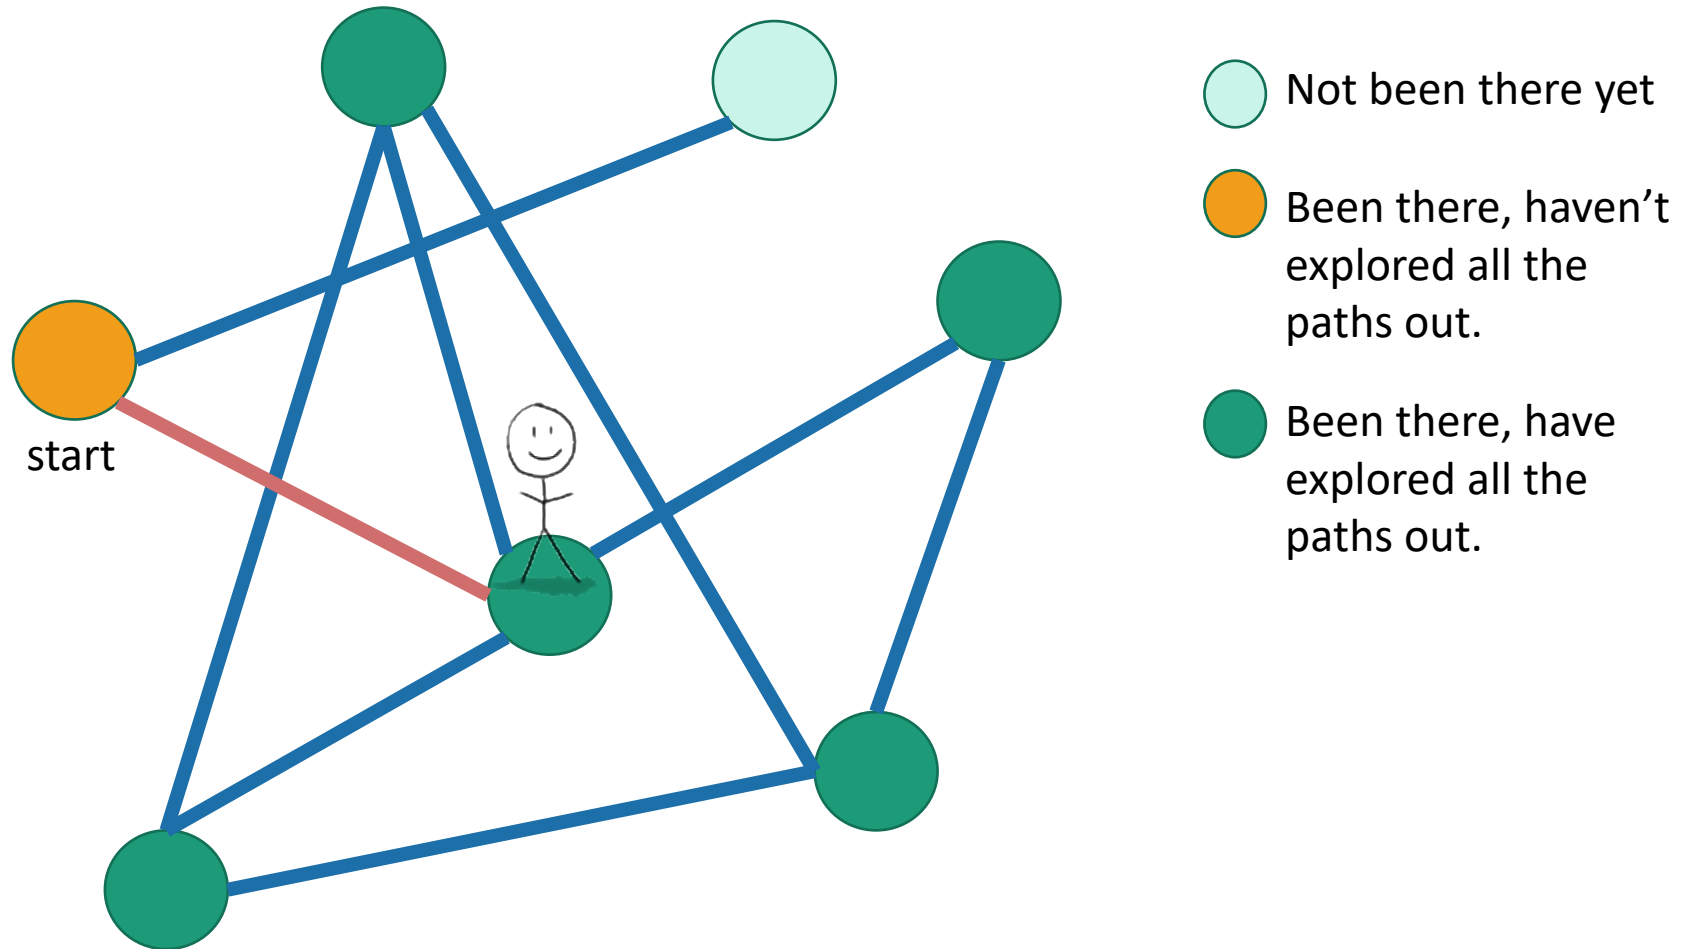 start
Not been there yet
Been there, haven’t
explored all the
paths out.
Been there, have
explored all the
paths out.